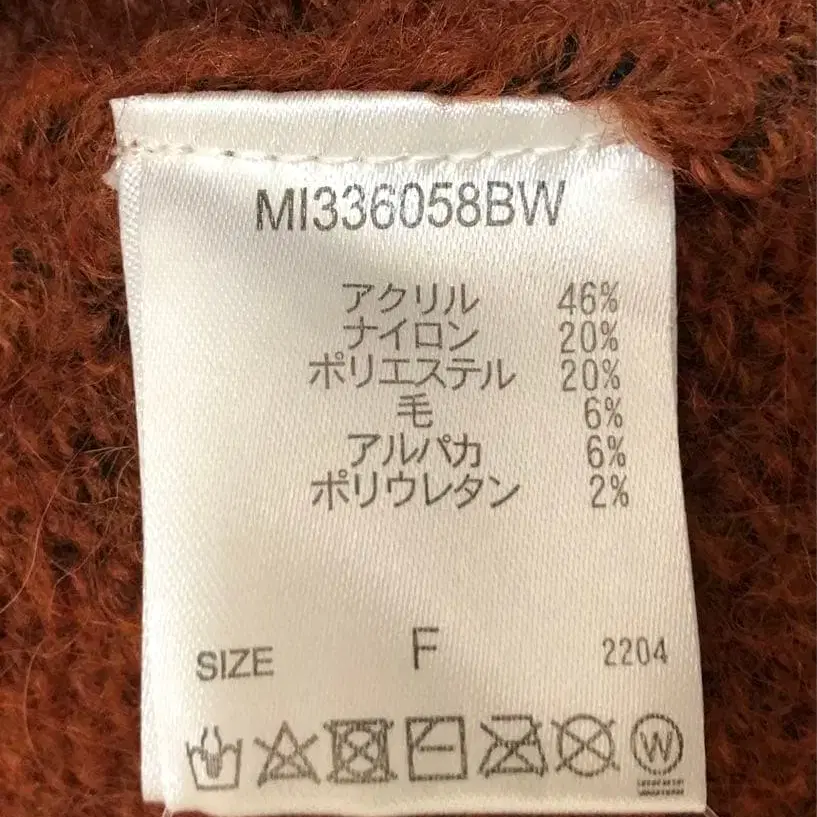 MI336058BW
アクリル 46%
ナイロン 20%
ポリエステル 20%
毛 6%
アルパカ 6%
ポリウレタン 2%
SIZE F 2204
W